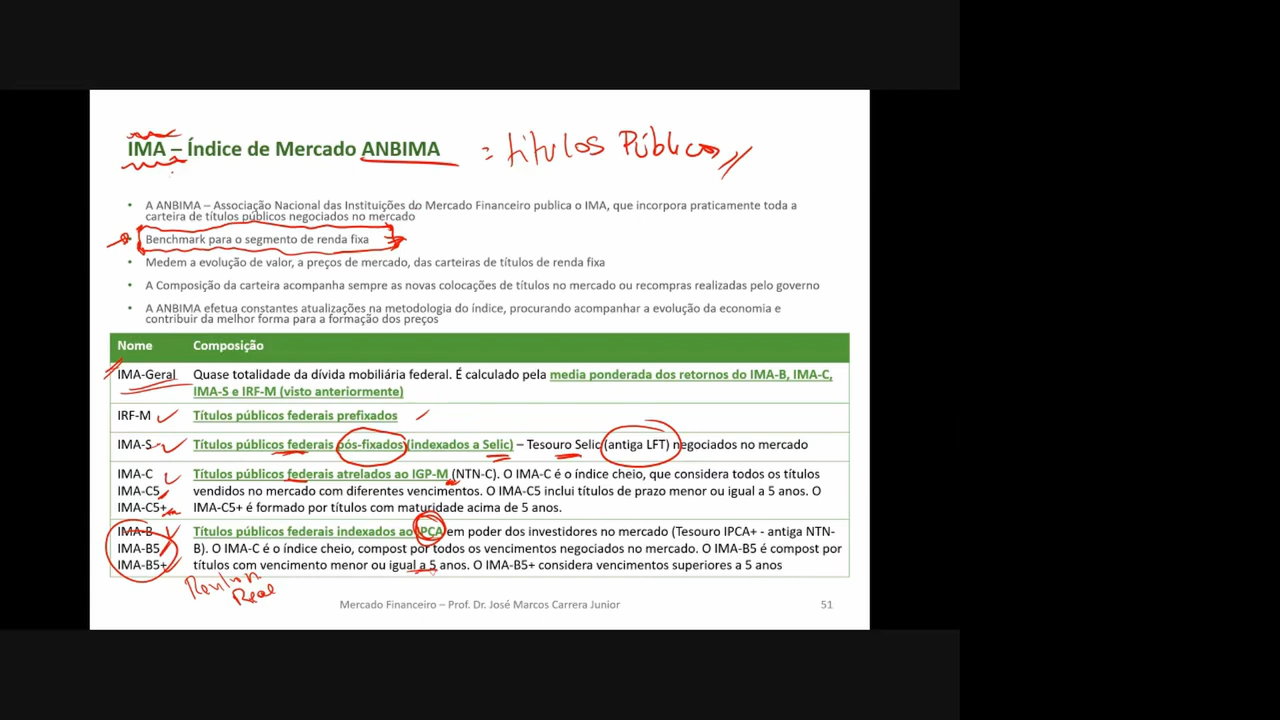 IMA – Índice de Mercado ANBIMA = títulos Públicos
• A ANBIMA – Associação Nacional das Instituições do Mercado Financeiro publica o IMA, que incorpora praticamente toda a
carteira de títulos públicos negociados no mercado
• Benchmark para o segmento de renda fixa
• Medem a evolução de valor, a preços de mercado, das carteiras de títulos de renda fixa
• A Composição da carteira acompanha sempre as novas colocações de títulos no mercado ou recompras realizadas pelo governo
• A ANBIMA efetua constantes atualizações na metodologia do índice, procurando acompanhar a evolução da economia e
contribuir da melhor forma para a formação dos preços
Nome Composição
IMA-Geral Quase totalidade da dívida mobiliária federal. É calculado pela media ponderada dos retornos do IMA-B, IMA-C,
IMA-S e IRF-M (visto anteriormente)
IRF-M Títulos públicos federais prefixados
IMA-S Títulos públicos federais pós-fixados (indexados a Selic) – Tesouro Selic (antiga LFT) negociados no mercado
IMA-C Títulos públicos federais atrelados ao IGP-M (NTN-C). O IMA-C é o índice cheio, que considera todos os títulos
IMA-C5 vendidos no mercado com diferentes vencimentos. O IMA-C5 inclui títulos de prazo menor ou igual a 5 anos. O
IMA-C5+ IMA-C5+ é formado por títulos com maturidade acima de 5 anos.
IMA-B Títulos públicos federais indexados ao IPCA em poder dos investidores no mercado (Tesouro IPCA+ - antiga NTN-
IMA-B5 B). O IMA-C é o índice cheio, compost por todos os vencimentos negociados no mercado. O IMA-B5 é compost por
IMA-B5+ títulos com vencimento menor ou igual a 5 anos. O IMA-B5+ considera vencimentos superiores a 5 anos
Real
Mercado Financeiro – Prof. Dr. José Marcos Carrera Junior 51